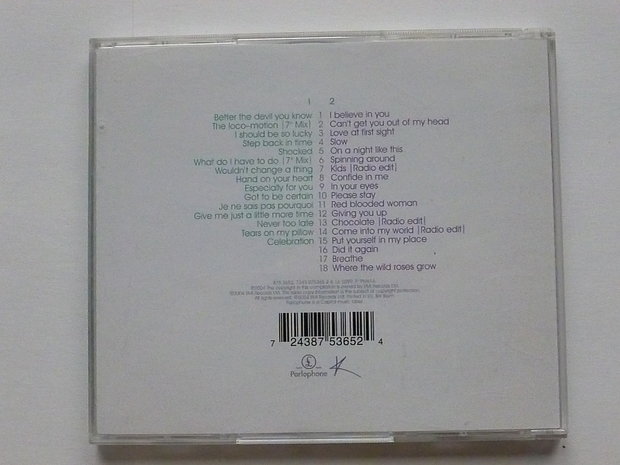 1 2
Better the devil you know 1 I believe in you
The loco-motion |7" Mix| 2 Can't get you out of my head
I should be so lucky 3 Love at first sight
Step back in time 4 Slow
Shocked 5 On a night like this
What do I have to do |7" Mix| 6 Spinning around
Wouldn't change a thing 7 Kids |Radio edit|
Hand on your heart 8 Confide in me
Especially for you 9 In your eyes
Got to be certain 10 Please stay
Je ne sais pas pourquoi 11 Red blooded woman
Give me just a little more time 12 Giving you up
Never too late 13 Chocolate |Radio edit|
Tears on my pillow 14 Come into my world |Radio edit|
Celebration 15 Put yourself in my place
16 Did it again
17 Breathe
18 Where the wild roses grow
7 24387 53652 4
Parlophone K